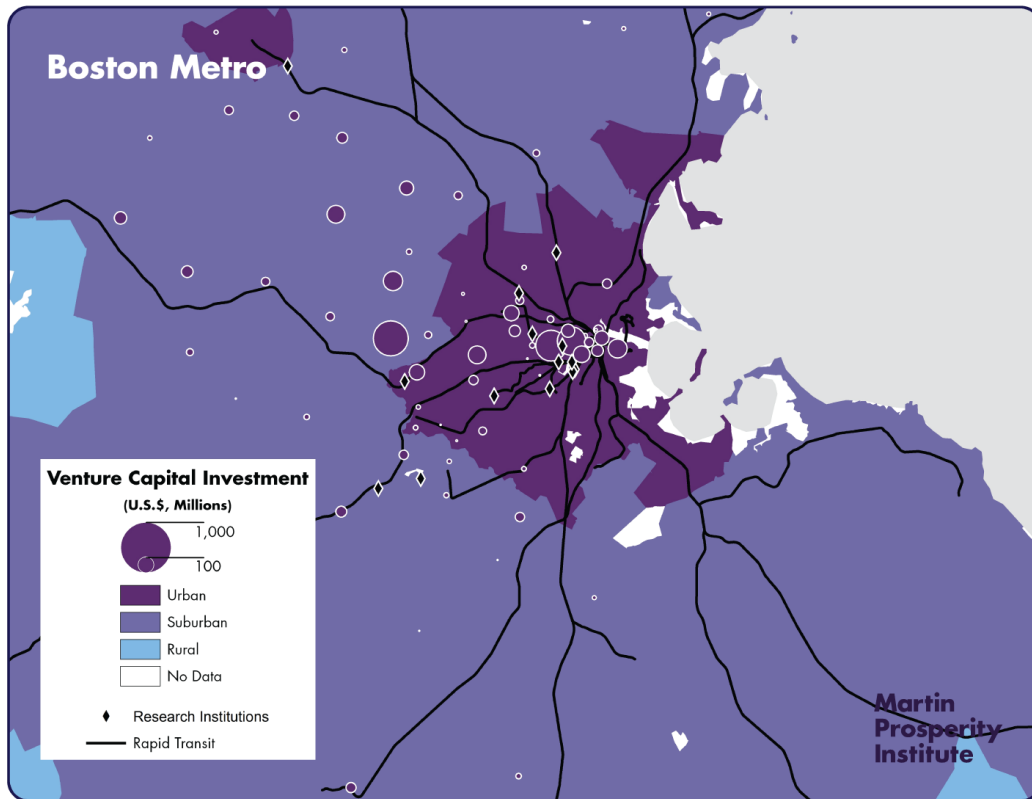 Boston Metro
Venture Capital Investment
(U.S.$, Millions)
1,000
100
Urban
Suburban
Rural
No Data
Research Institutions
Rapid Transit
Martin
Prosperity
Institute